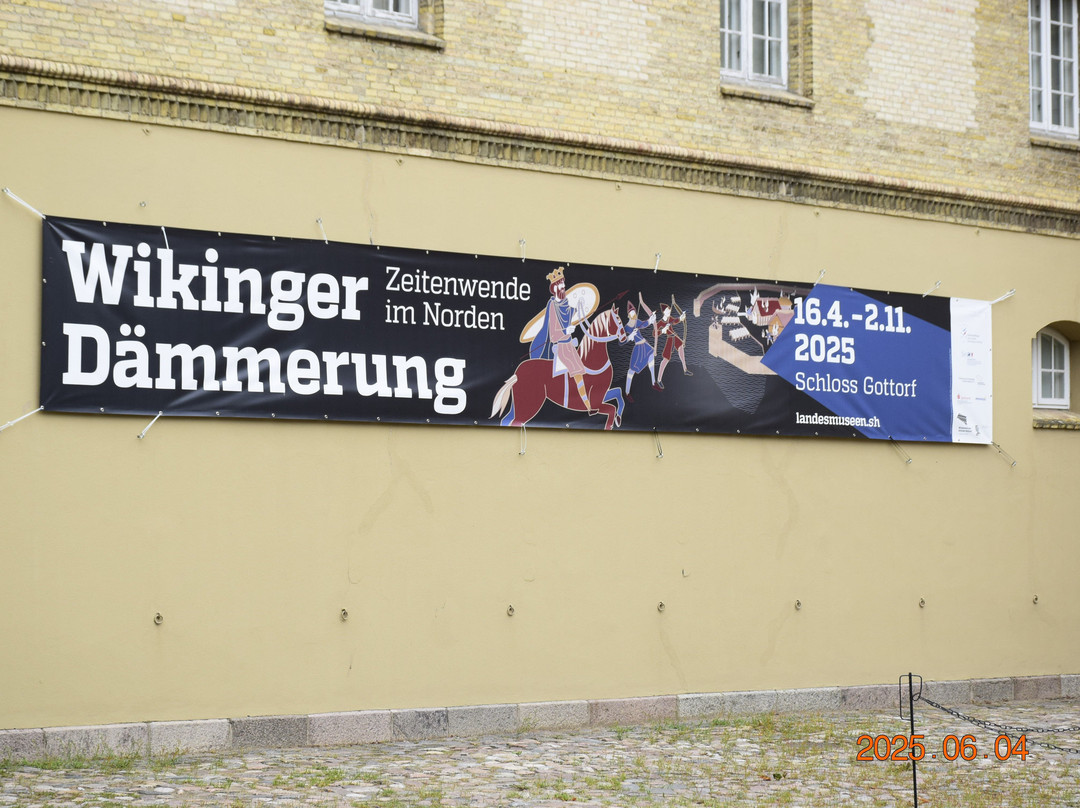 Wikinger
Dämmerung
Zeitenwende
im Norden
16.4.-2.11.
2025
Schloss Gottorf
landesmuseen.sh
2025.06.04